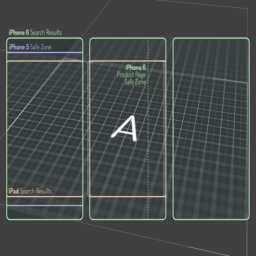 iPhone 6 Search Results
iPhone 5 Safe Zone
iPhone 6
Product Page
Safe Zone
A
iPad Search Results